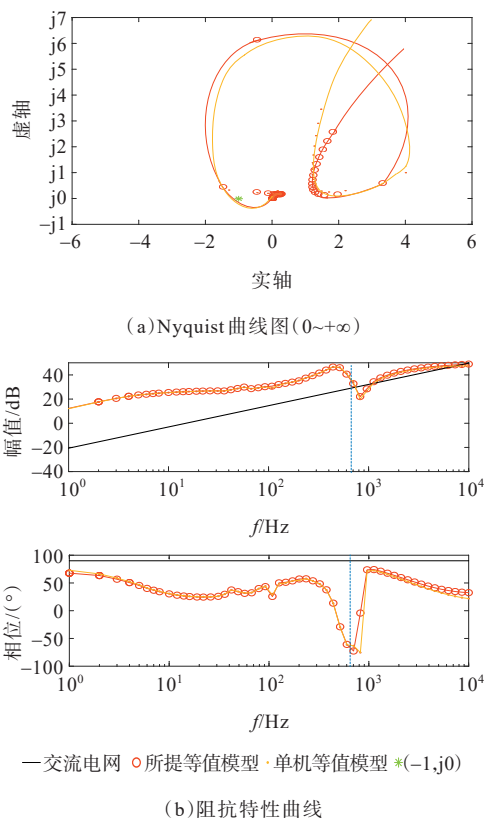 j7
j6
j5
j4
j3
j2
j1
j0
-j1
虚轴
−6 −4 −2 0 2 4 6
实轴
(a)Nyquist曲线图(0~+∞)
40
20
0
−20
−40
幅值/dB
10⁰ 10¹ 10² 10³ 10⁴
f/Hz
100
50
0
−50
−100
相位/(°)
10⁰ 10¹ 10² 10³ 10⁴
f/Hz
交流电网 所提等值模型 单机等值模型 (−1,j0)
(b)阻抗特性曲线